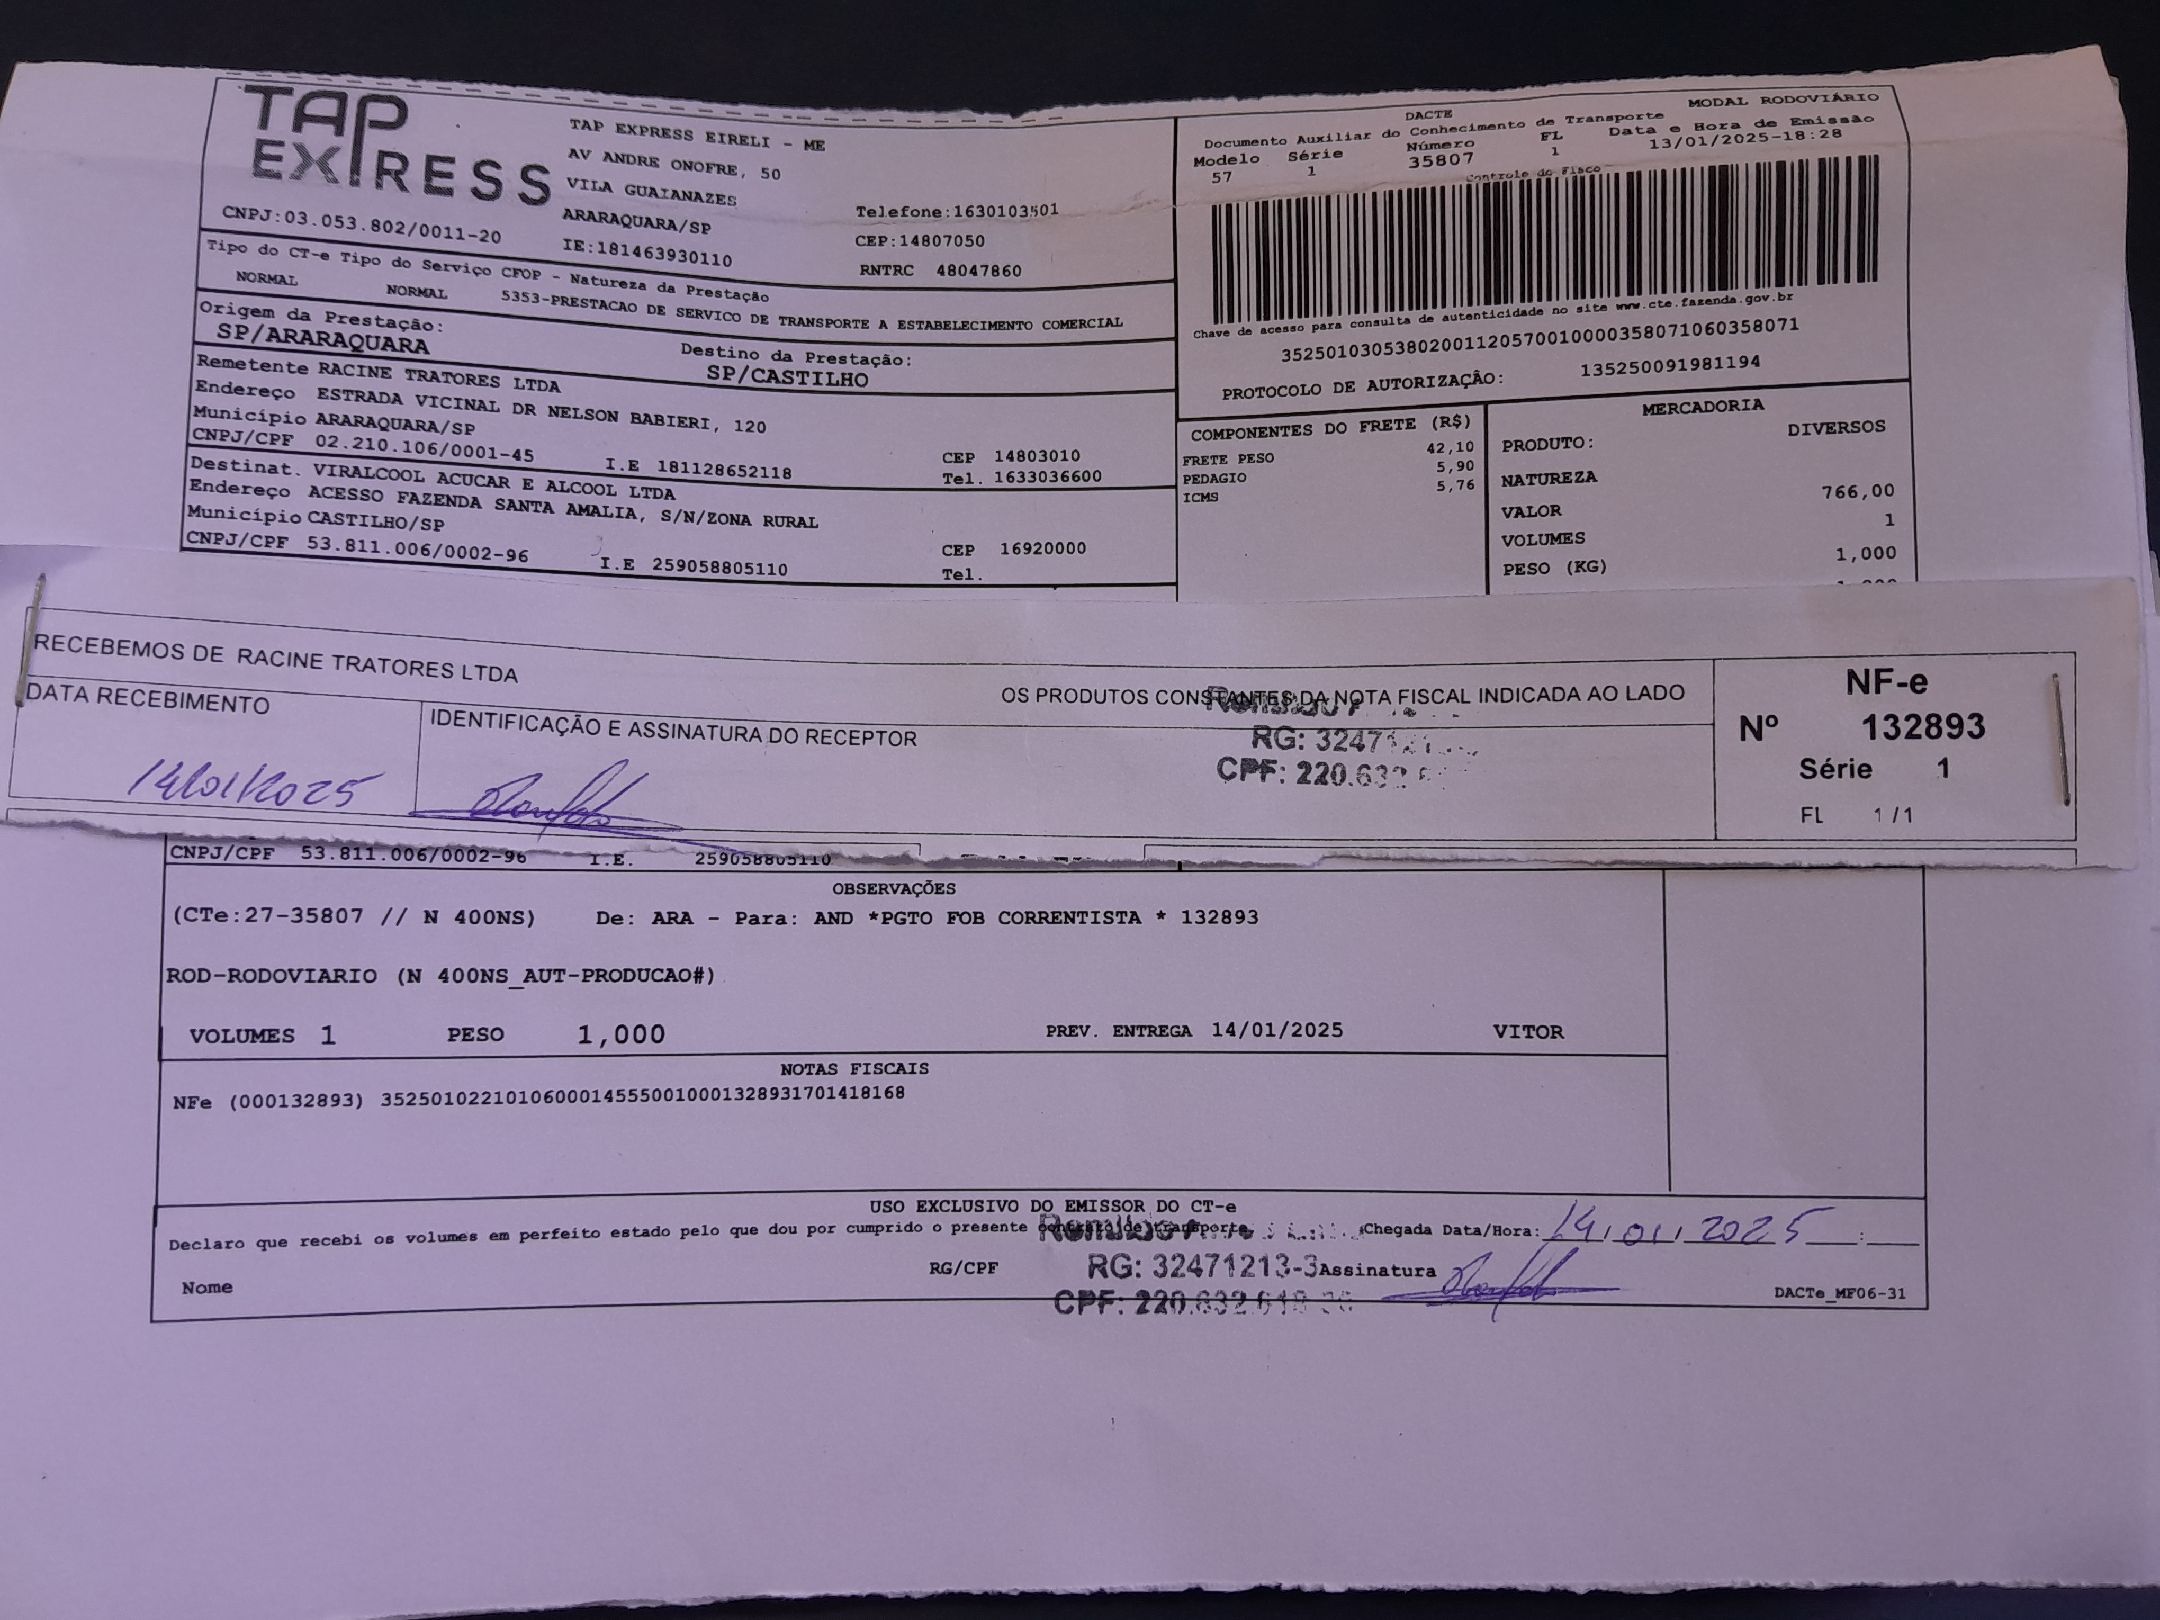 TAP EXPRESS
TAP EXPRESS EIRELI - ME
AV ANDRE ONOFRE, 50
VILA GUAIANAZES
ARARAQUARA/SP
IE:181463930110
Telefone:1630103501
CEP:14807050
RNTRC 48047860
CNPJ:03.053.802/0011-20
Tipo do CT-e Tipo do Serviço CFOP - Natureza da Prestação
NORMAL NORMAL 5353-PRESTACAO DE SERVICO DE TRANSPORTE A ESTABELECIMENTO COMERCIAL
Origem da Prestação:
SP/ARARAQUARA
Destino da Prestação:
SP/CASTILHO
Remetente RACINE TRATORES LTDA
Endereço ESTRADA VICINAL DR NELSON BABIERI, 120
Município ARARAQUARA/SP
CEP 14803010
CNPJ/CPF 02.210.106/0001-45 I.E 181128652118 Tel. 1633036600
Destinat. VIRALCOOL ACUCAR E ALCOOL LTDA
Endereço ACESSO FAZENDA SANTA AMALIA, S/N/ZONA RURAL
Município CASTILHO/SP
CEP 16920000
CNPJ/CPF 53.811.006/0002-96 I.E 259058805110 Tel.
DACTE
MODAL RODOVIÁRIO
Documento Auxiliar do Conhecimento de Transporte
Modelo Série Número FL Data e Hora de Emissão
57 1 35807 1 13/01/2025-18:28
Controle do Fisco
Chave de acesso para consulta de autenticidade no site www.cte.fazenda.gov.br
35250103053802001120570010000358071060358071
PROTOCOLO DE AUTORIZAÇÃO: 135250091981194
COMPONENTES DO FRETE (R$)
FRETE PESO 42,10
PEDAGIO 5,90
ICMS 5,76
MERCADORIA
PRODUTO: DIVERSOS
NATUREZA
VALOR 766,00
VOLUMES 1
PESO (KG) 1,000
RECEBEMOS DE RACINE TRATORES LTDA
OS PRODUTOS CONSTANTES DA NOTA FISCAL INDICADA AO LADO
DATA RECEBIMENTO
14/01/2025
IDENTIFICAÇÃO E ASSINATURA DO RECEPTOR
RG:
CPF:
NF-e
Nº 132893
Série 1
FL 1 / 1
CNPJ/CPF 53.811.006/0002-96 I.E. 259058805110
OBSERVAÇÕES
(CTe:27-35807 // N 400NS) De: ARA - Para: AND *PGTO FOB CORRENTISTA * 132893
ROD-RODOVIARIO (N 400NS_AUT-PRODUCAO#)
VOLUMES 1 PESO 1,000 PREV. ENTREGA 14/01/2025 VITOR
NOTAS FISCAIS
NFe (000132893) 35250102210106000145550010001328931701418168
USO EXCLUSIVO DO EMISSOR DO CT-e
Declaro que recebi os volumes em perfeito estado pelo que dou por cumprido o presente contrato de transporte
Chegada Data/Hora: 14/01/2025 :
Nome
RG/CPF
RG: 32471213-3
Assinatura
CPF:
DACTe_MF06-31